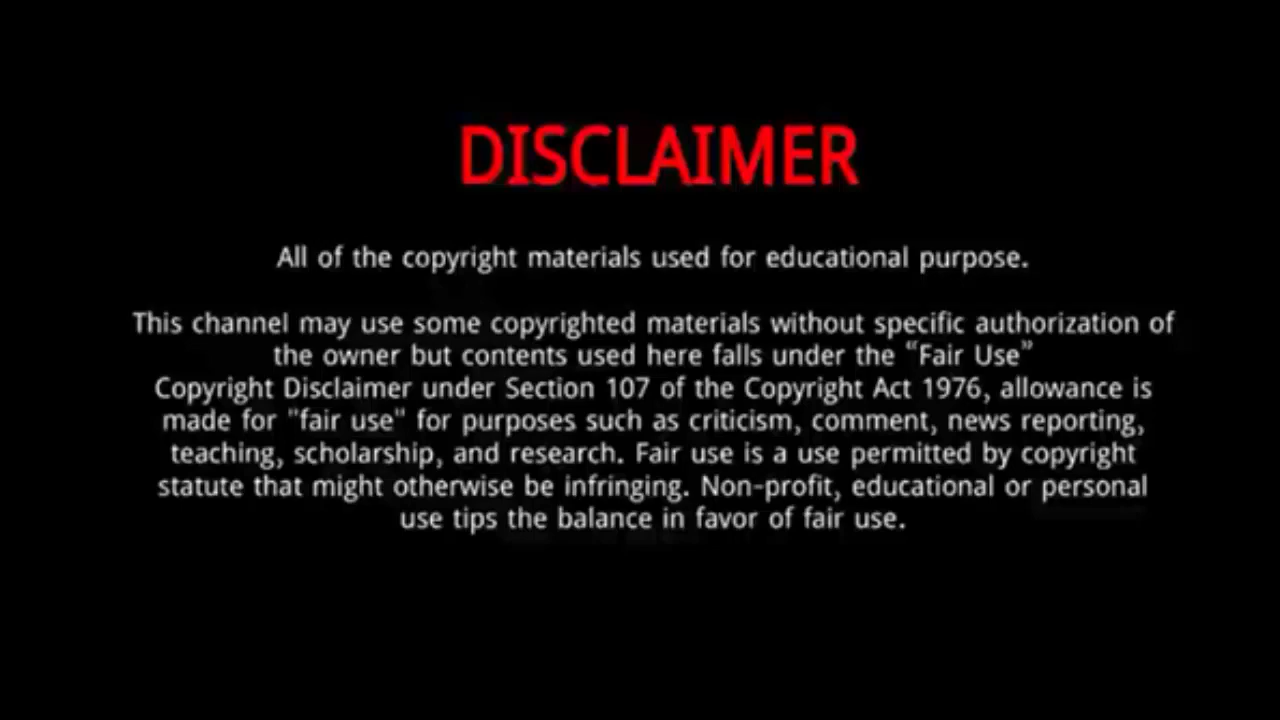 DISCLAIMER
All of the copyright materials used for educational purpose.
This channel may use some copyrighted materials without specific authorization of
the owner but contents used here falls under the “Fair Use”
Copyright Disclaimer under Section 107 of the Copyright Act 1976, allowance is
made for "fair use" for purposes such as criticism, comment, news reporting,
teaching, scholarship, and research. Fair use is a use permitted by copyright
statute that might otherwise be infringing. Non-profit, educational or personal
use tips the balance in favor of fair use.